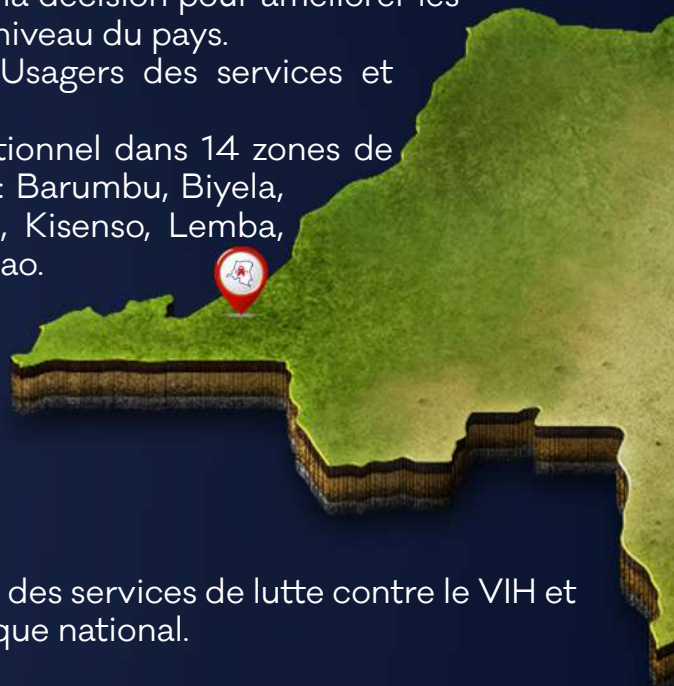 la décision pour améliorer les
niveau du pays.
Usagers des services et
tionnel dans 14 zones de
: Barumbu, Biyela,
, Kisenso, Lemba,
ao.
des services de lutte contre le VIH et
que national.